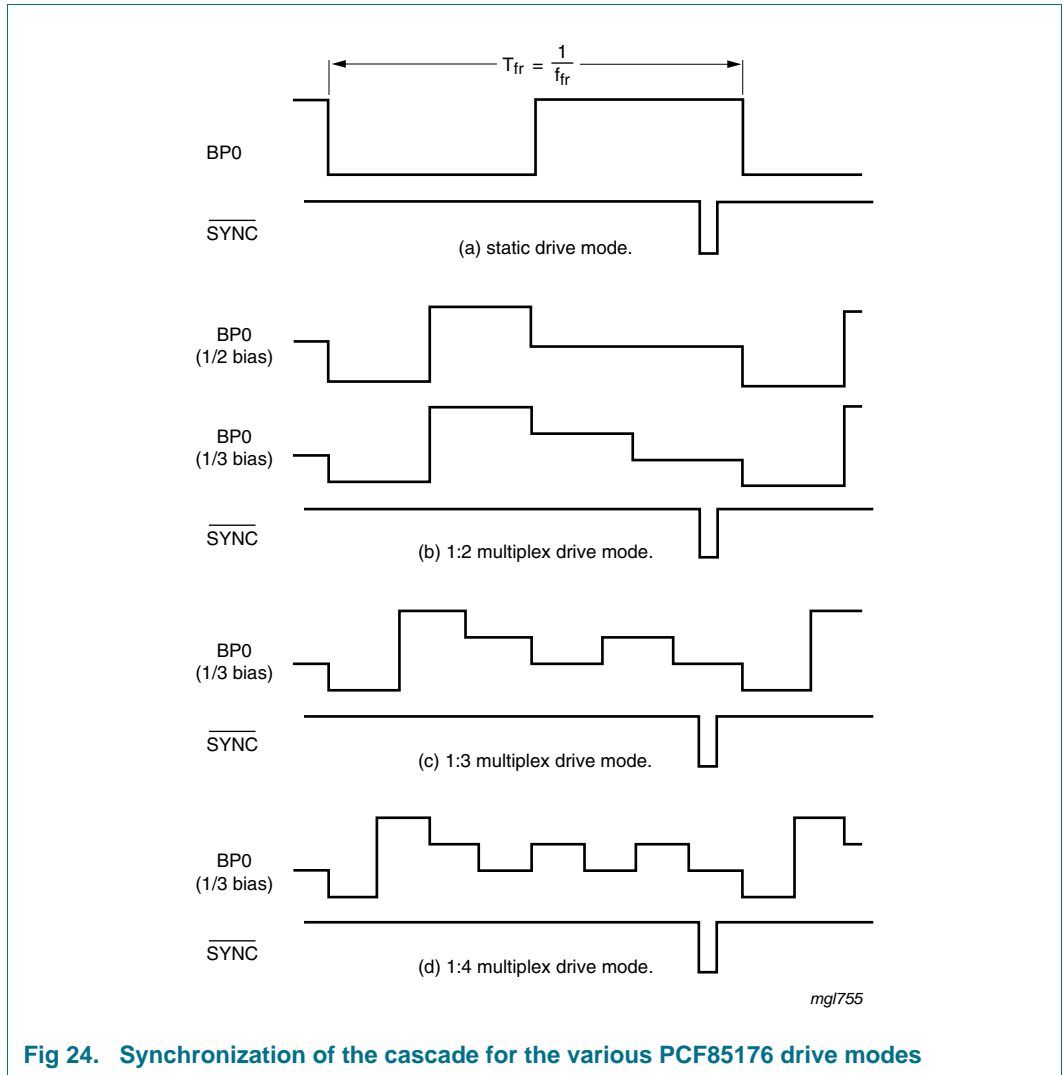 T_fr = 1/f_fr
BP0
SYNC
(a) static drive mode.
BP0
(1/2 bias)
BP0
(1/3 bias)
SYNC
(b) 1:2 multiplex drive mode.
BP0
(1/3 bias)
SYNC
(c) 1:3 multiplex drive mode.
BP0
(1/3 bias)
SYNC
(d) 1:4 multiplex drive mode.
mgl755
Fig 24. Synchronization of the cascade for the various PCF85176 drive modes